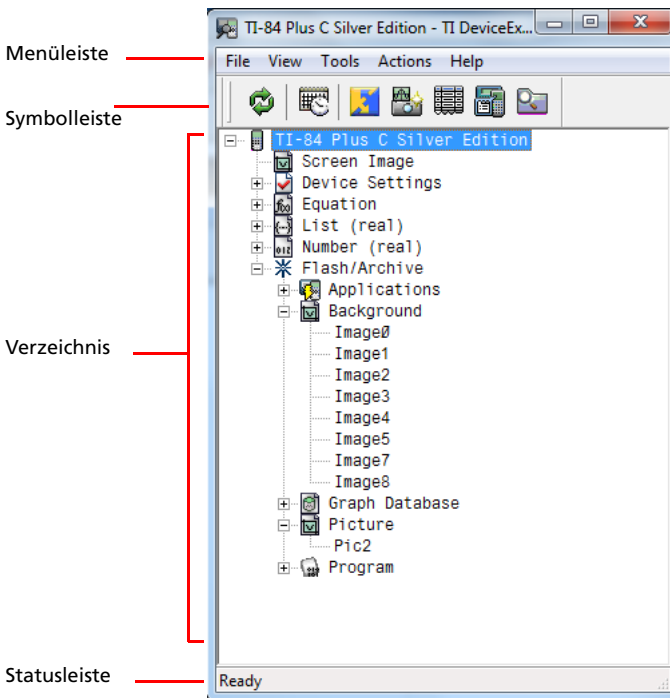 TI-84 Plus C Silver Edition - TI DeviceEx...
Menüleiste
File View Tools Actions Help
Symbolleiste
TI-84 Plus C Silver Edition
Screen Image
Device Settings
Equation
List (real)
Number (real)
Flash/Archive
Applications
Background
Image0
Image1
Verzeichnis
Image2
Image3
Image4
Image5
Image7
Image8
Graph Database
Picture
Pic2
Program
Statusleiste
Ready